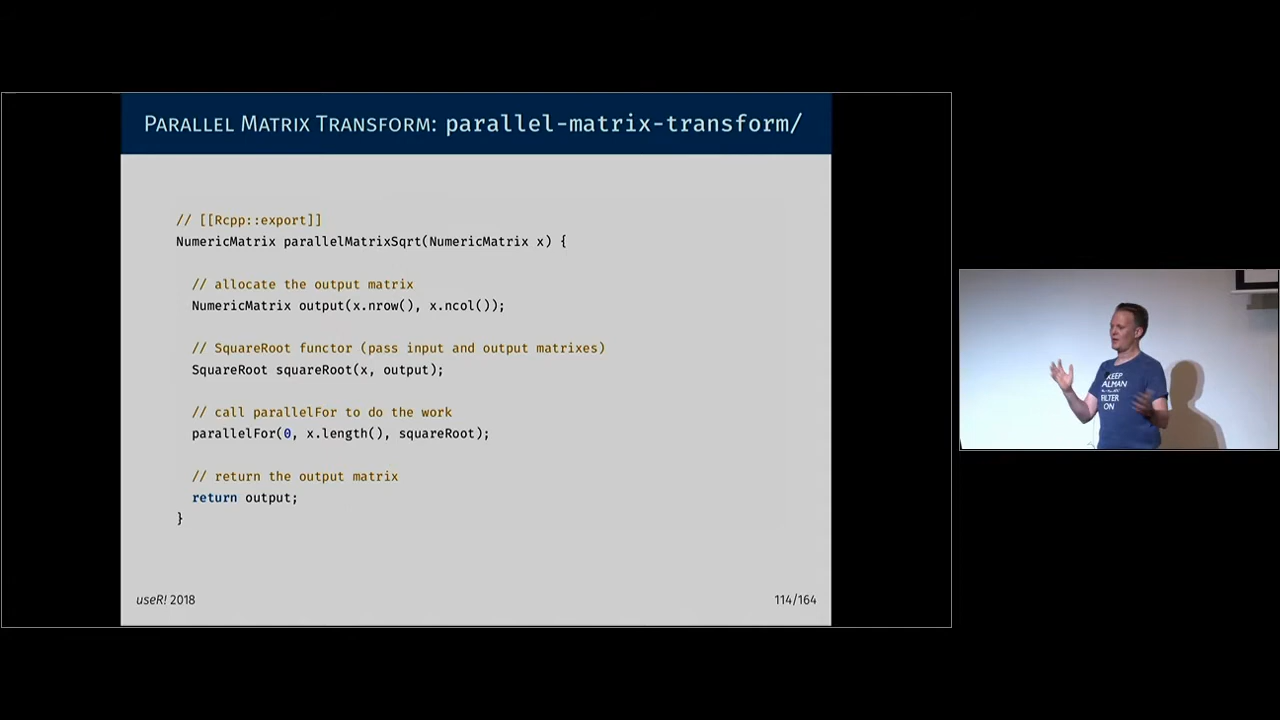 PARALLEL MATRIX TRANSFORM: parallel-matrix-transform/
// [[Rcpp::export]]
NumericMatrix parallelMatrixSqrt(NumericMatrix x) {
// allocate the output matrix
NumericMatrix output(x.nrow(), x.ncol());
// SquareRoot functor (pass input and output matrixes)
SquareRoot squareRoot(x, output);
// call parallelFor to do the work
parallelFor(0, x.length(), squareRoot);
// return the output matrix
return output;
}
useR! 2018
114/164
KEEP
ALMAN
FILTER
ON